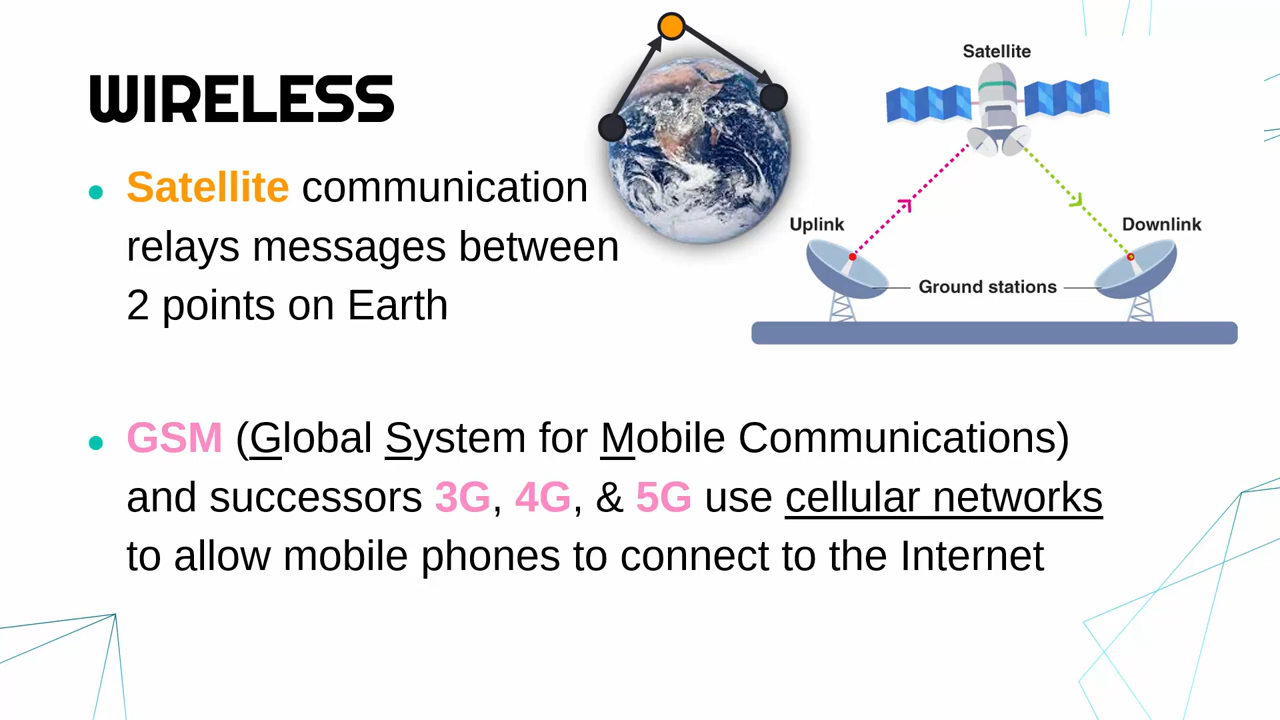 WIRELESS
Satellite communication
relays messages between
2 points on Earth
Satellite
Uplink
Downlink
Ground stations
GSM (Global System for Mobile Communications)
and successors 3G, 4G, & 5G use cellular networks
to allow mobile phones to connect to the Internet